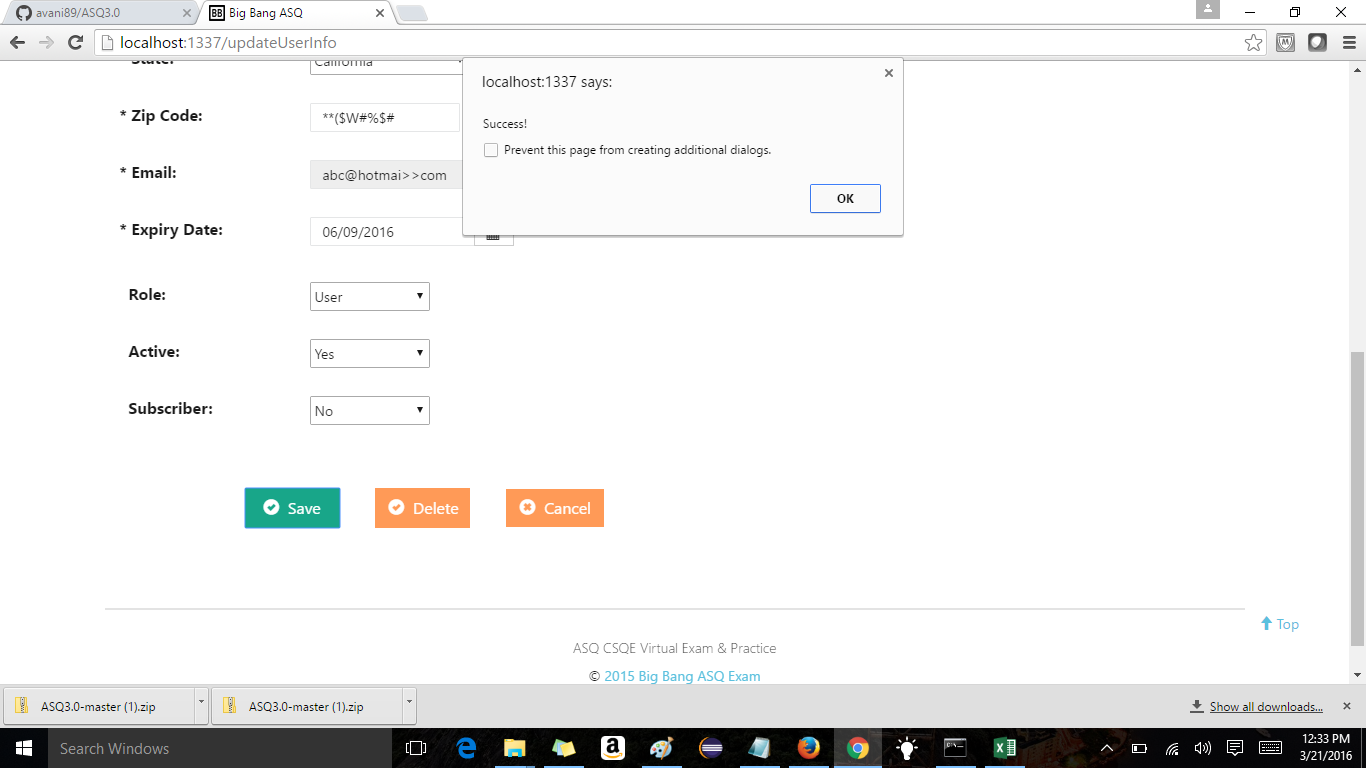 avani89/ASQ3.0
BB Big Bang ASQ
localhost:1337/updateUserInfo
State:
California
localhost:1337 says:
Success!
Prevent this page from creating additional dialogs.
OK
* Zip Code:
**($W#%$#
* Email:
abc@hotmai>>com
* Expiry Date:
06/09/2016
Role:
User
Active:
Yes
Subscriber:
No
Save
Delete
Cancel
Top
ASQ CSQE Virtual Exam & Practice
© 2015 Big Bang ASQ Exam
ASQ3.0-master (1).zip
ASQ3.0-master (1).zip
Show all downloads...
Search Windows
12:33 PM
3/21/2016